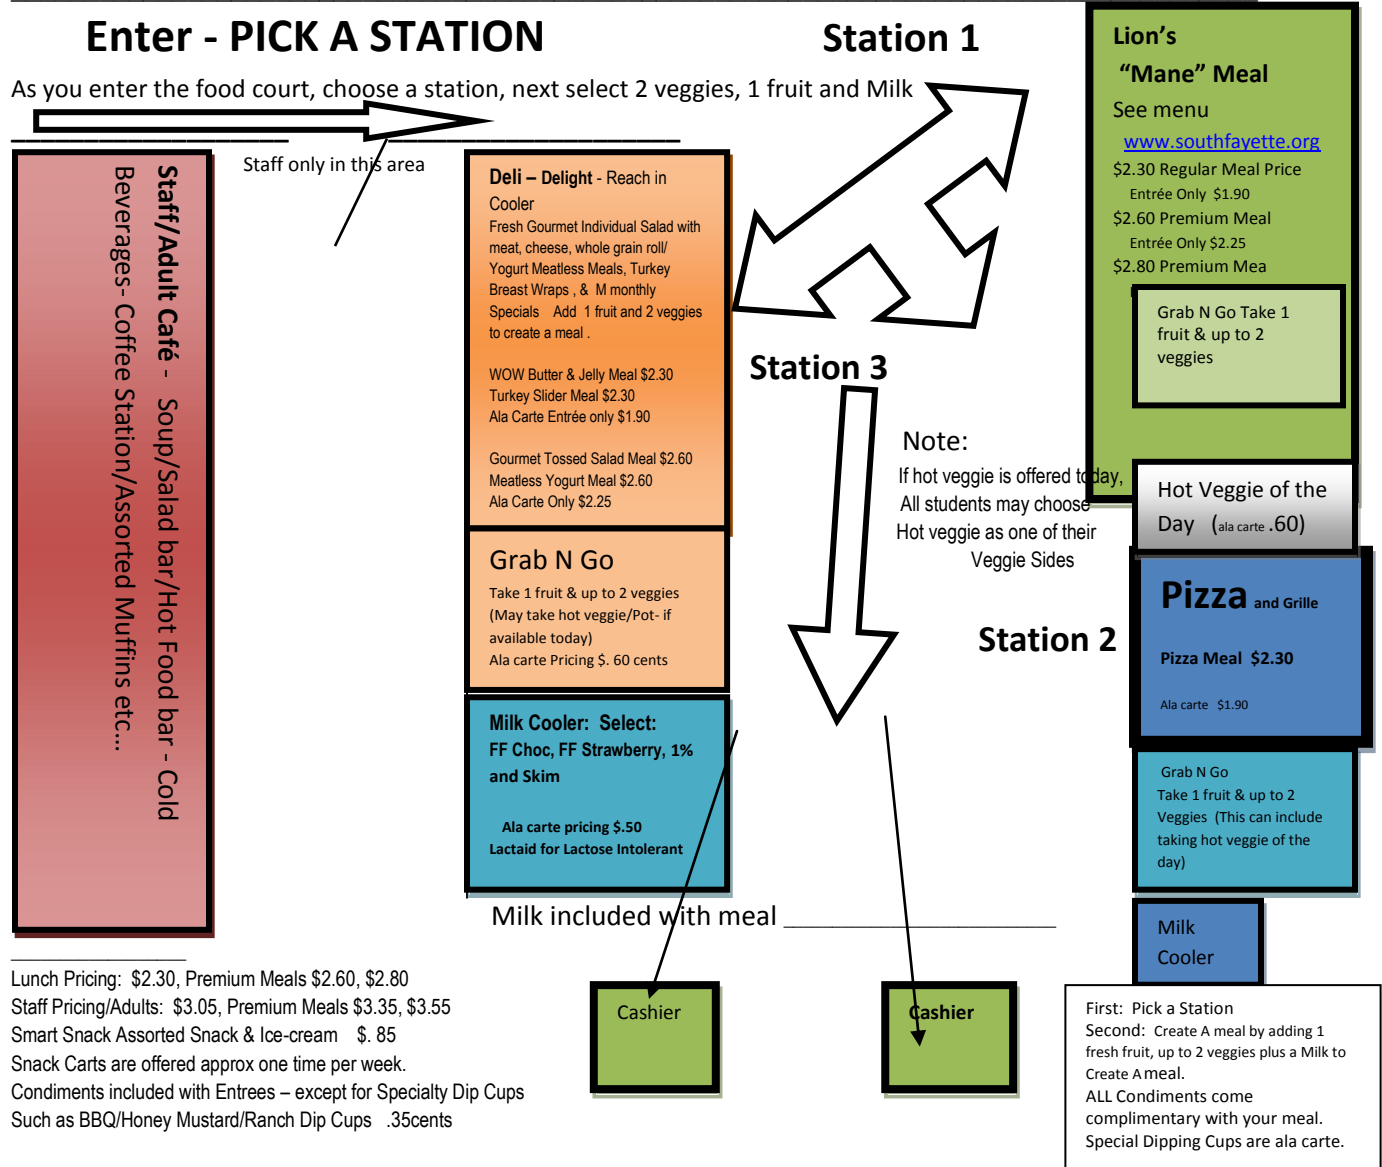 Enter - PICK A STATION
As you enter the food court, choose a station, next select 2 veggies, 1 fruit and Milk
Staff only in this area
Staff/Adult Café - Soup/Salad bar/Hot Food bar - Cold
Beverages- Coffee Station/Assorted Muffins etc...
Deli – Delight - Reach in
Cooler
Fresh Gourmet Individual Salad with
meat, cheese, whole grain roll/
Yogurt Meatless Meals, Turkey
Breast Wraps , & M monthly
Specials Add 1 fruit and 2 veggies
to create a meal .
WOW Butter & Jelly Meal $2.30
Turkey Slider Meal $2.30
Ala Carte Entrée only $1.90
Gourmet Tossed Salad Meal $2.60
Meatless Yogurt Meal $2.60
Ala Carte Only $2.25
Grab N Go
Take 1 fruit & up to 2 veggies
(May take hot veggie/Pot- if
available today)
Ala carte Pricing $. 60 cents
Milk Cooler: Select:
FF Choc, FF Strawberry, 1%
and Skim
Ala carte pricing $.50
Lactaid for Lactose Intolerant
Milk included with meal
Station 1
Lion's
"Mane" Meal
See menu
www.southfayette.org
$2.30 Regular Meal Price
Entrée Only $1.90
$2.60 Premium Meal
Entrée Only $2.25
$2.80 Premium Mea
Grab N Go Take 1
fruit & up to 2
veggies
Station 3
Note:
If hot veggie is offered today,
All students may choose
Hot veggie as one of their
Veggie Sides
Hot Veggie of the
Day (ala carte .60)
Station 2
Pizza and Grille
Pizza Meal $2.30
Ala carte $1.90
Grab N Go
Take 1 fruit & up to 2
Veggies (This can include
taking hot veggie of the
day)
Milk
Cooler
Cashier
Cashier
Lunch Pricing: $2.30, Premium Meals $2.60, $2.80
Staff Pricing/Adults: $3.05, Premium Meals $3.35, $3.55
Smart Snack Assorted Snack & Ice-cream $. 85
Snack Carts are offered approx one time per week.
Condiments included with Entrees – except for Specialty Dip Cups
Such as BBQ/Honey Mustard/Ranch Dip Cups .35cents
First: Pick a Station
Second: Create A meal by adding 1
fresh fruit, up to 2 veggies plus a Milk to
Create A meal.
ALL Condiments come
complimentary with your meal.
Special Dipping Cups are ala carte.